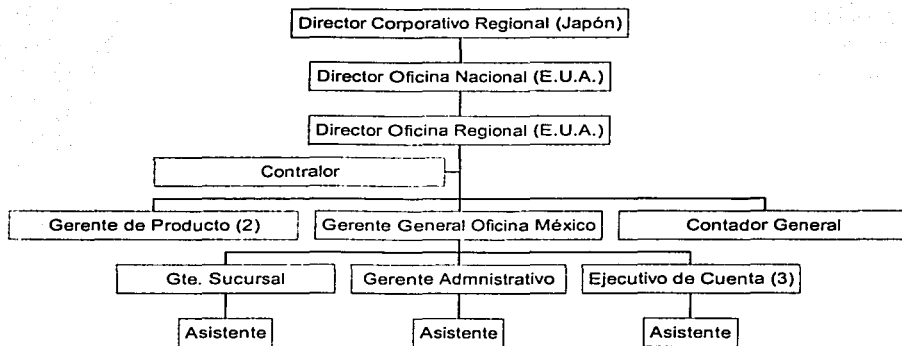 Director Corporativo Regional (Japón)
Director Oficina Nacional (E.U.A.)
Director Oficina Regional (E.U.A.)
Contralor
Gerente de Producto (2)
Gerente General Oficina México
Contador General
Gte. Sucursal
Gerente Admnistrativo
Ejecutivo de Cuenta (3)
Asistente
Asistente
Asistente